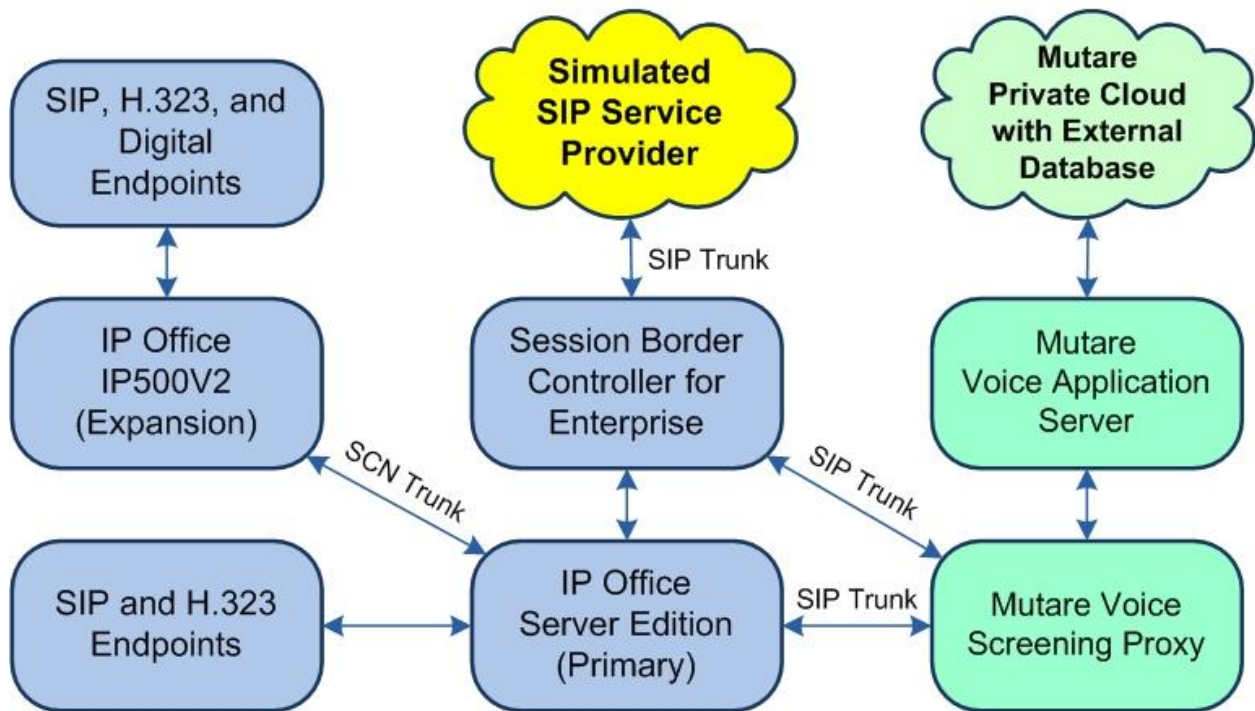 SIP, H.323, and
Digital
Endpoints
Simulated
SIP Service
Provider
Mutare
Private Cloud
with External
Database
SIP Trunk
IP Office
IP500V2
(Expansion)
Session Border
Controller for
Enterprise
Mutare
Voice Application
Server
SCN Trunk
SIP Trunk
SIP and H.323
Endpoints
IP Office
Server Edition
(Primary)
SIP Trunk
Mutare Voice
Screening Proxy